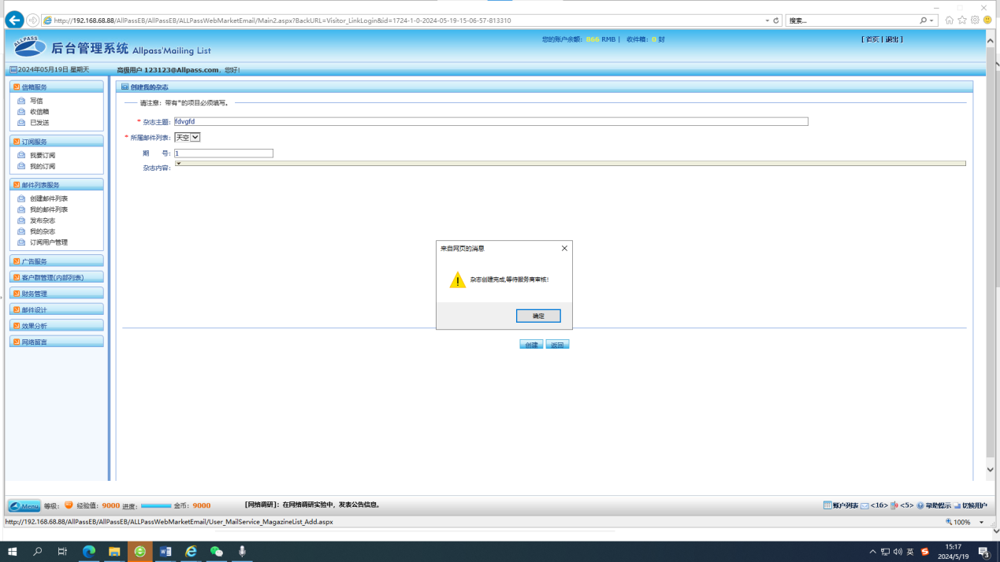 http://192.168.68.88/AllPassEB/AllPassEB/ALLPassWebMarketEmail/Main2.aspx?BackURL=Visitor_LinkLogin&id=1724-1-0-2024-05-19-15-06-57-813310
搜索...
ALLPASS 后台管理系统 Allpass'Mailing List
您的账户余额: 866 RMB | 收件箱: 0 封
[ 首页 | 退出 ]
2024年05月19日 星期天
高级用户 123123@Allpass.com, 您好!
信箱服务
写信
收信箱
已发送
订阅服务
我要订阅
我的订阅
邮件列表服务
创建邮件列表
我的邮件列表
发布杂志
我的杂志
订阅用户管理
广告服务
客户群管理(内部列表)
财务管理
邮件设计
效果分析
网络留言
创建我的杂志
请注意: 带有*的项目必须填写。
* 杂志主题: fdvgfd
* 所属邮件列表: 天空
期 号: 1
杂志内容:
来自网页的消息
杂志创建完成,等待服务商审核!
确定
创建 返回
Menu 等级: 经验值: 9000 进度: 金币: 9000
[网络调研]: 在网络调研实验中, 发表公告信息。
账户列表 <16> <5> 帮助提示 切换用户
http://192.168.68.88/AllPassEB/AllPassEB/ALLPassWebMarketEmail/User_MailService_MagazineList_Add.aspx
100%
英
15:17
2024/5/19
3